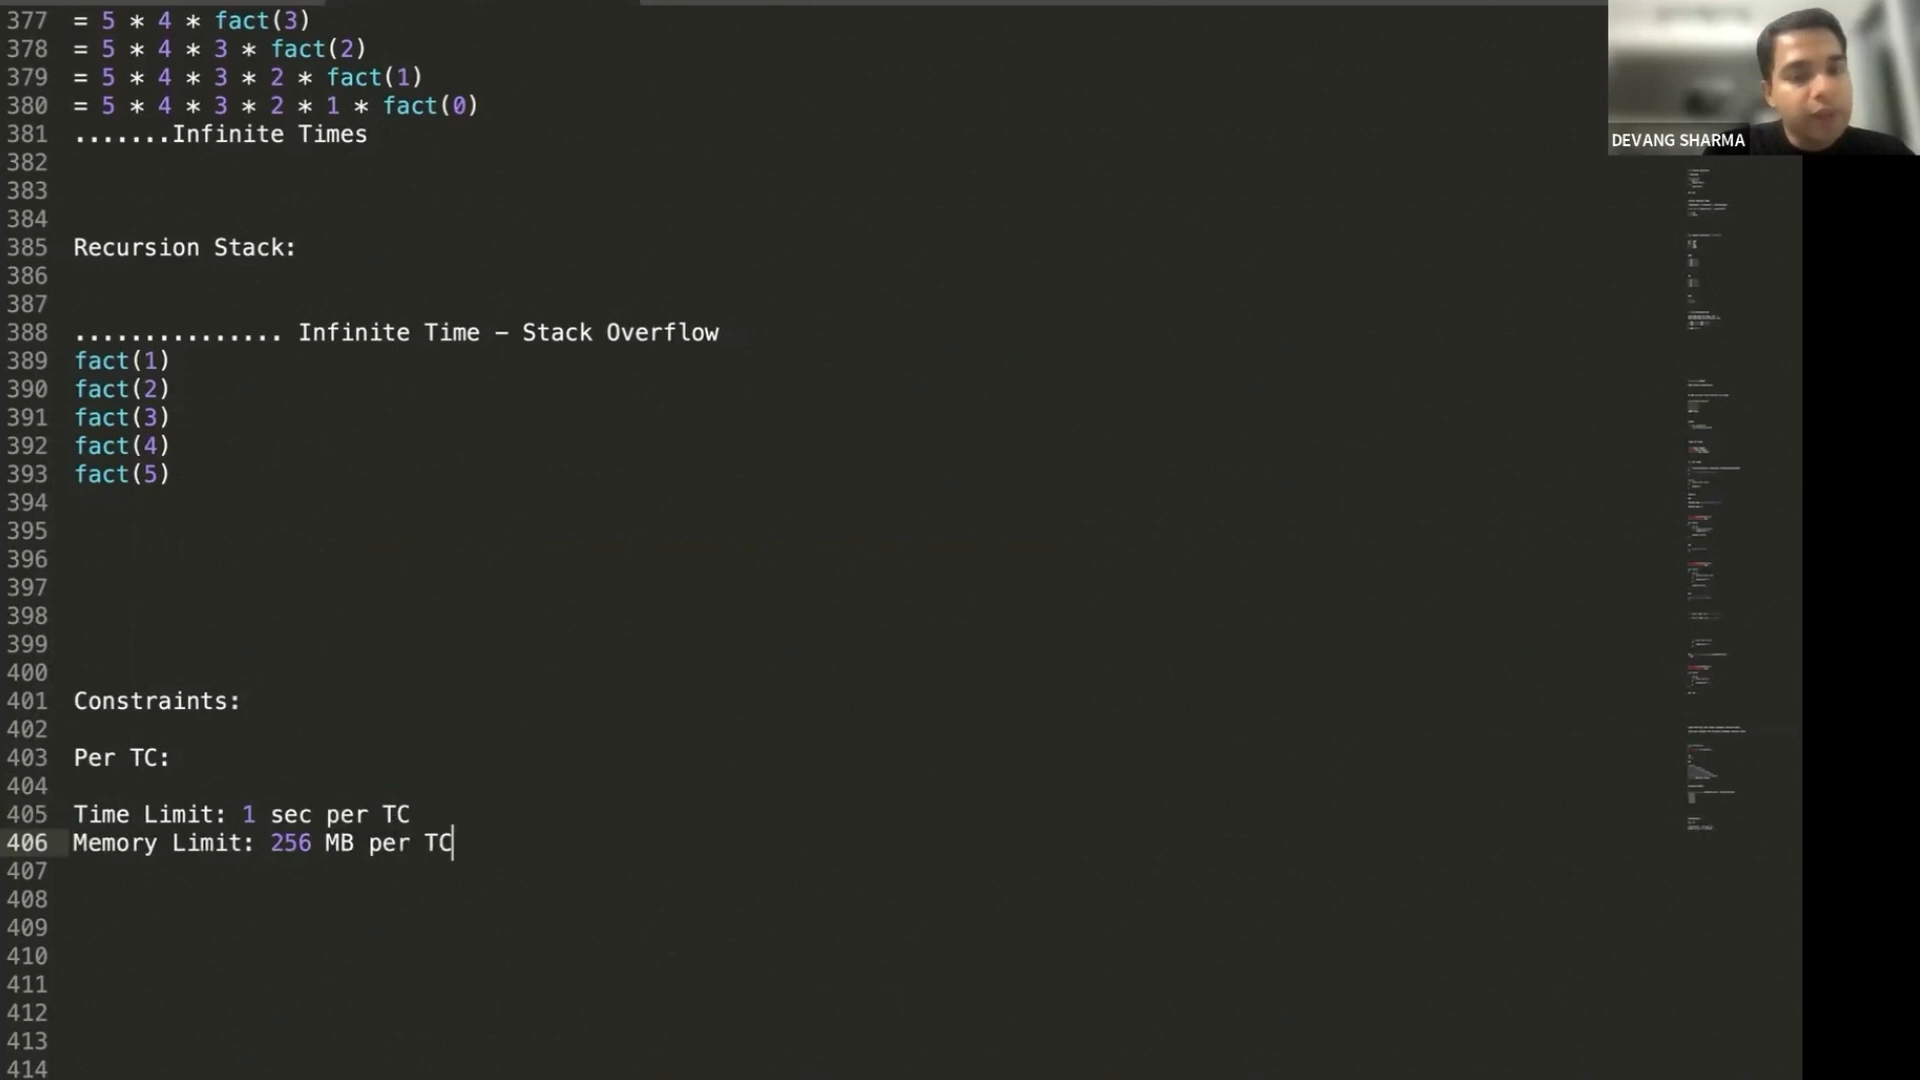 377 = 5 * 4 * fact(3)
378 = 5 * 4 * 3 * fact(2)
379 = 5 * 4 * 3 * 2 * fact(1)
380 = 5 * 4 * 3 * 2 * 1 * fact(0)
381 .......Infinite Times
382
383
384
385 Recursion Stack:
386
387
388 ............... Infinite Time - Stack Overflow
389 fact(1)
390 fact(2)
391 fact(3)
392 fact(4)
393 fact(5)
394
395
396
397
398
399
400
401 Constraints:
402
403 Per TC:
404
405 Time Limit: 1 sec per TC
406 Memory Limit: 256 MB per TC
407
408
409
410
411
412
413
414
DEVANG SHARMA